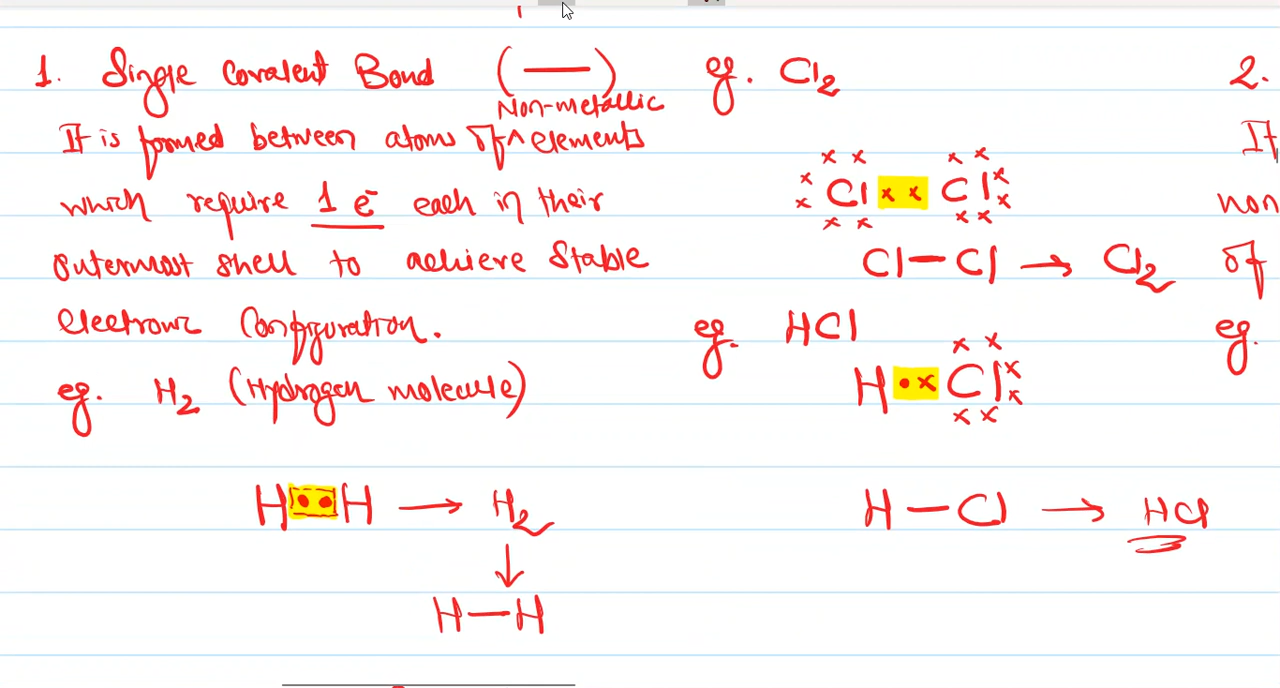 1. Single Covalent Bond (—)
Non-metallic
It is formed between atoms of ^ elements
which require 1 e⁻ each in their
outermost shell to achieve stable
electronic configuration.
eg. H₂ (Hydrogen molecule)
H••H → H₂
↓
H—H
eg. Cl₂
x x x x
x Cl x x Cl x
x x
x x x x
Cl—Cl → Cl₂
eg. HCl
x x
H • x Cl x
x
x x
H—Cl → HCl
2.
If
non
of
eg.